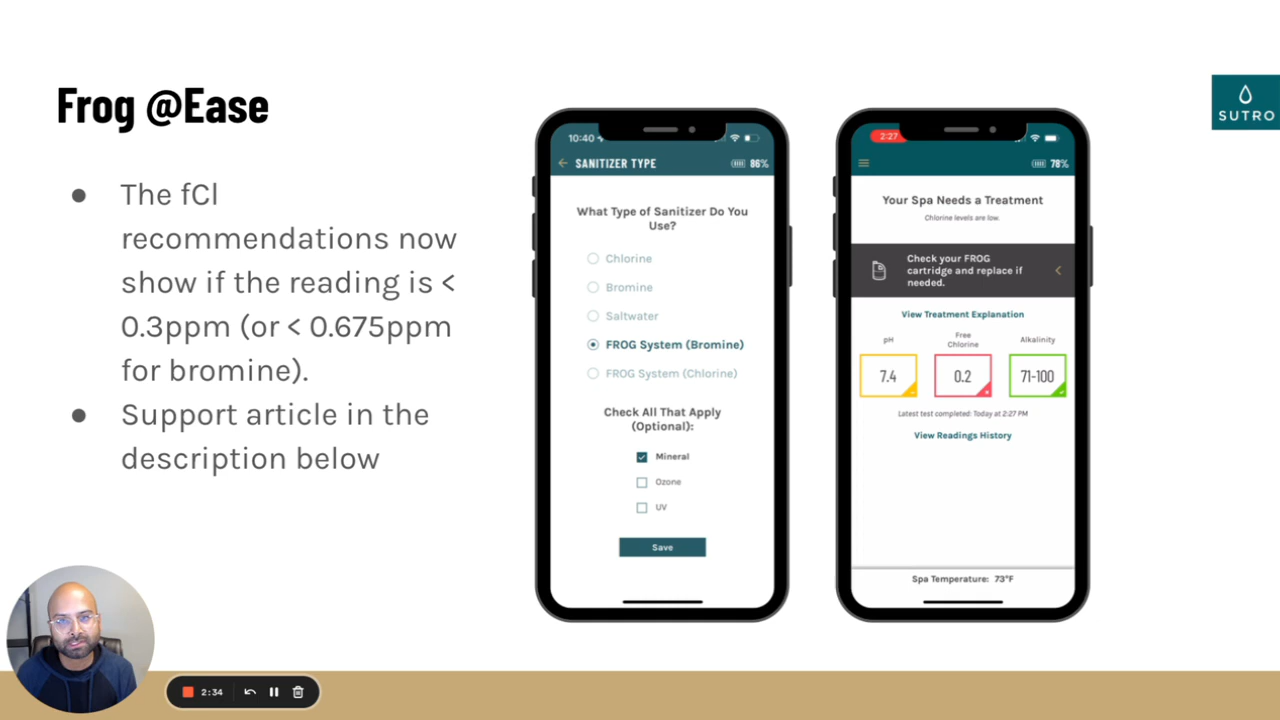 Frog @Ease
● The fCl
recommendations now
show if the reading is <
0.3ppm (or < 0.675ppm
for bromine).
● Support article in the
description below
10:40
SANITIZER TYPE
86%
What Type of Sanitizer Do You
Use?
Chlorine
Bromine
Saltwater
FROG System (Bromine)
FROG System (Chlorine)
Check All That Apply
(Optional):
Mineral
Ozone
UV
Save
2:27
78%
Your Spa Needs a Treatment
Chlorine levels are low.
Check your FROG
cartridge and replace if
needed.
View Treatment Explanation
pH
Free
Chlorine
Alkalinity
7.4
0.2
71-100
Latest test completed: Today at 2:27 PM
View Readings History
Spa Temperature: 73°F
SUTRO
2:34